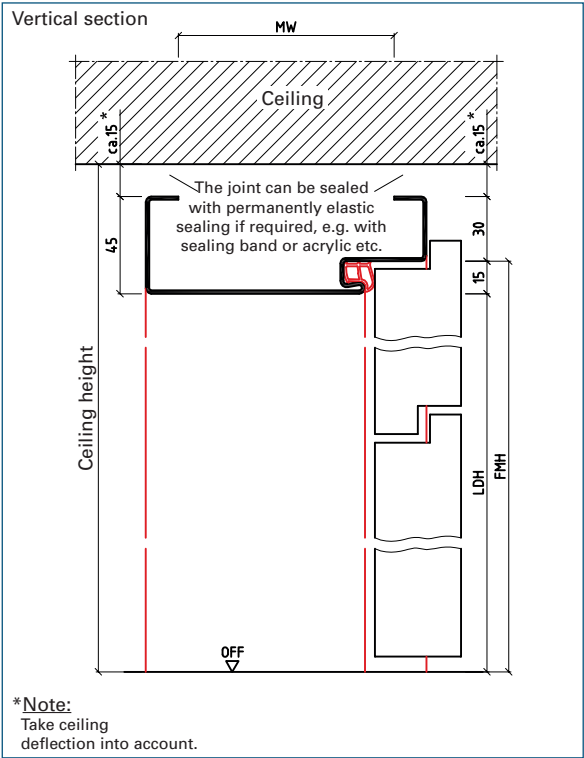 Vertical section
MW
Ceiling
ca.15*
ca.15*
The joint can be sealed
with permanently elastic
sealing if required, e.g. with
sealing band or acrylic etc.
45
30
15
Ceiling height
LDH
FMH
OFF
*Note:
Take ceiling
deflection into account.